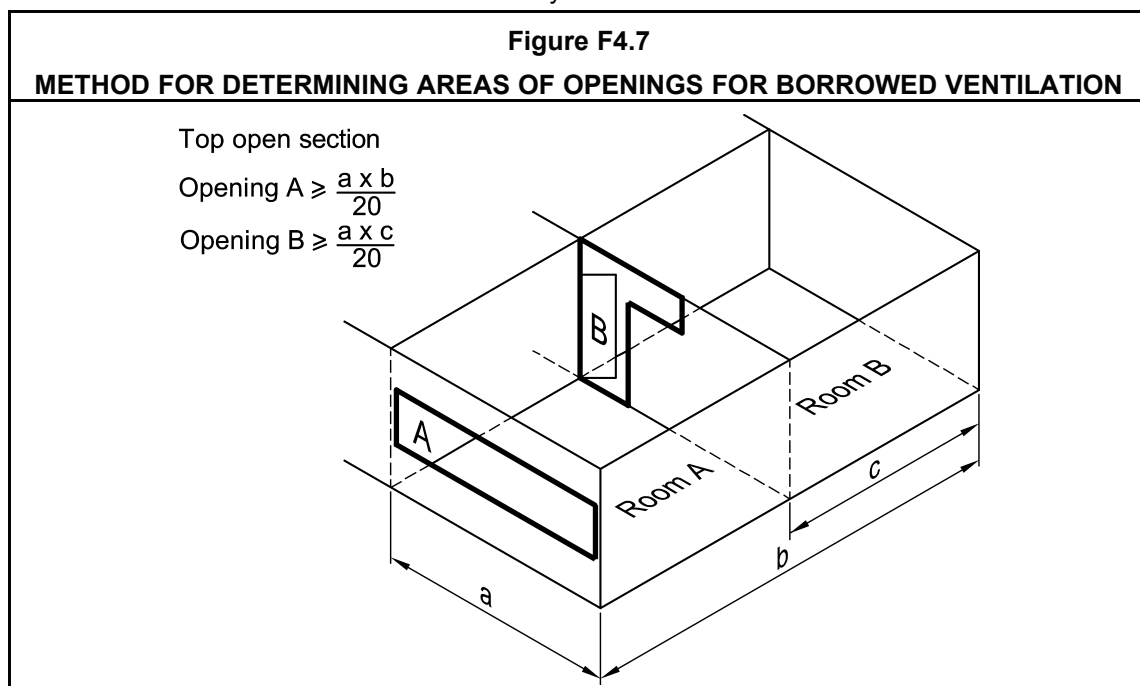 Figure F4.7
METHOD FOR DETERMINING AREAS OF OPENINGS FOR BORROWED VENTILATION
Top open section
Opening A ⩾ a x b
20
Opening B ⩾ a x c
20
B
A
Room B
Room A
c
b
a